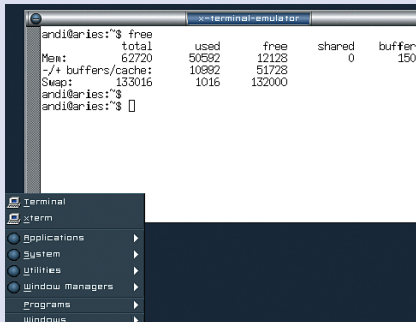 x-terminal-emulator
andi@aries:~$ free
total used free shared buffer
Mem: 62720 50592 12128 0 150
-/+ buffers/cache: 10992 51728
Swap: 133016 1016 132000
andi@aries:~$
andi@aries:~$
Terminal
xterm
Applications
System
Utilities
Window Managers
Programs
Windows